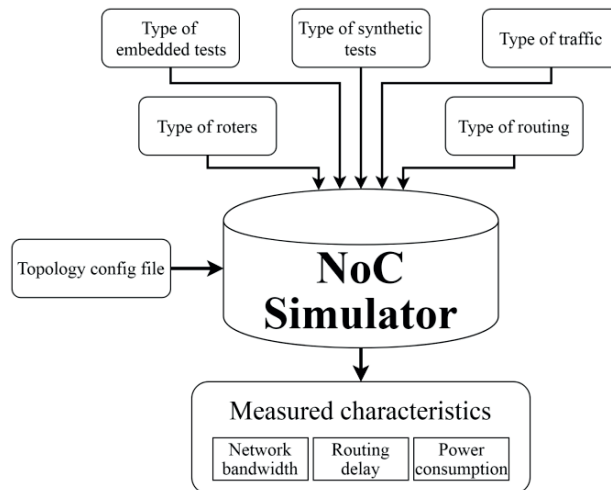 Type of
embedded tests
Type of synthetic
tests
Type of traffic
Type of roters
Type of routing
Topology config file
NoC
Simulator
Measured characteristics
Network
bandwidth
Routing
delay
Power
consumption